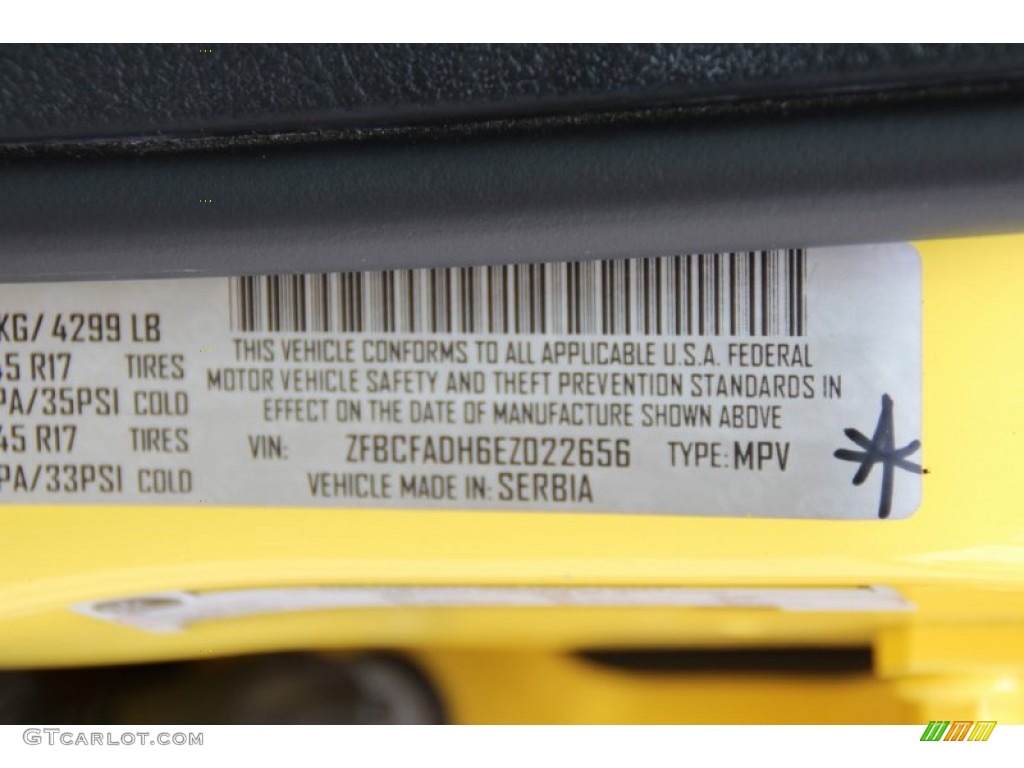 KG/ 4299 LB
45 R17 TIRES
PA/35PSI COLD
45 R17 TIRES
PA/33PSI COLD
THIS VEHICLE CONFORMS TO ALL APPLICABLE U.S.A. FEDERAL
MOTOR VEHICLE SAFETY AND THEFT PREVENTION STANDARDS IN
EFFECT ON THE DATE OF MANUFACTURE SHOWN ABOVE
VIN: ZFBCFADH6EZ022656 TYPE: MPV
VEHICLE MADE IN: SERBIA
GTCARLOT.COM